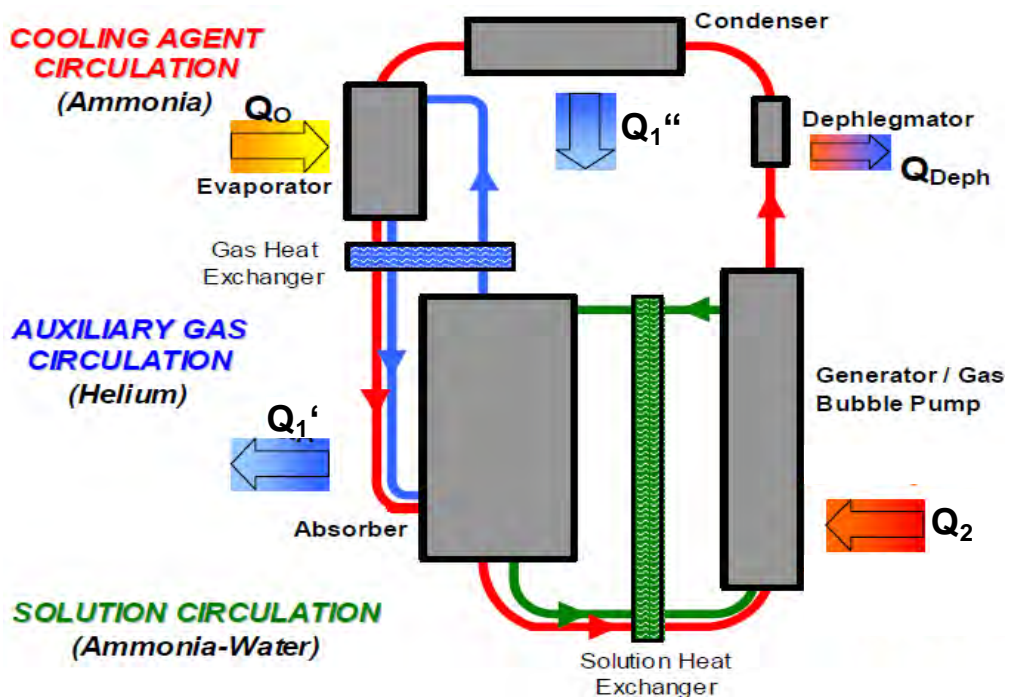 Condenser
COOLING AGENT
CIRCULATION
(Ammonia)
Q₀
Evaporator
Q₁“
Dephlegmator
Q_Deph
Gas Heat
Exchanger
AUXILIARY GAS
CIRCULATION
(Helium)
Generator / Gas
Bubble Pump
Q₁‘
Absorber
Q₂
SOLUTION CIRCULATION
(Ammonia-Water)
Solution Heat
Exchanger